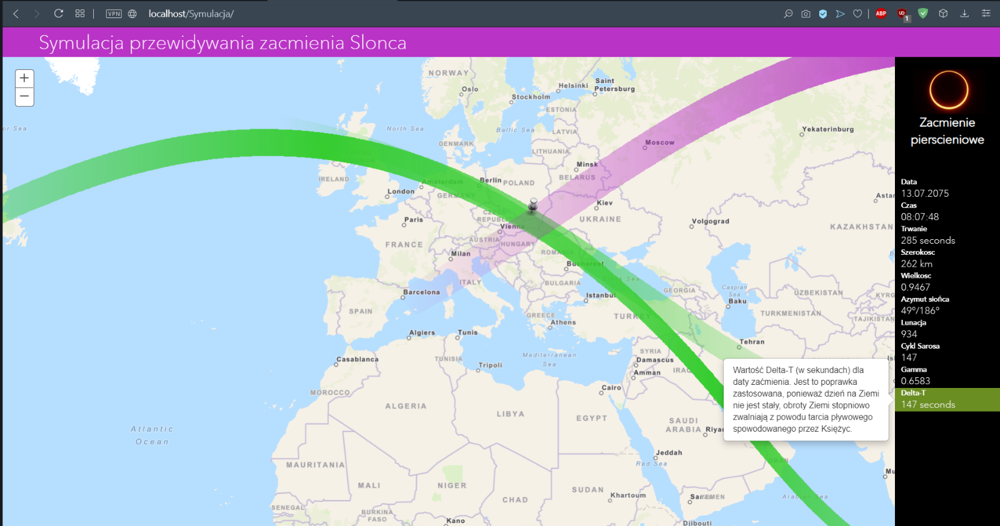 VPN
localhost/Symulacja/
ABP
1
Symulacja przewidywania zacmienia Slonca
+
−
NORWAY
Oslo
Stockholm
Helsinki
Saint
Petersburg
ESTONIA
North Sea
Baltic Sea
LATVIA
DENMARK
LITHUANIA
Moscow
Yekaterinburg
Minsk
BELARUS
IRELAND
Amsterdam
Berlin
POLAND
London
GERMANY
Kiev
UKRAINE
Paris
CZECH
REPUBLIC
Vienna
Volgograd
Astan
KAZAKHSTAN
FRANCE
AUSTRIA
HUNGARY
Milan
ROMANIA
Bucharest
ITALY
Black Sea
BULGARIA
Barcelona
Istanbul
GEORGIA
Caspian
Sea
Baku
UZBEKISTAN
KYRG
SPAIN
TURKEY
TURKMENISTAN
TAJIKISTAN
GREECE
Athens
Algiers
Tunis
Tehran
Casablanca
TUNISIA
Tripoli
Mediterranean
Sea
SYRIA
Damascus
Amman
IRAQ
MOROCCO
Cairo
ALGERIA
LIBYA
EGYPT
SAUDI
ARABIA
Riya
Atlantic
Ocean
Jeddah
Red Sea
OMAN
MAURITANIA
MALI
NIGER
CHAD
SUDAN
Khartoum
YEMEN
Arabian Sea
Mu
SENEGAL
BURKINA
FASO
Kano
Djibouti
Wartość Delta-T (w sekundach) dla
daty zaćmienia. Jest to poprawka
zastosowana, ponieważ dzień na Ziemi
nie jest stały, obroty Ziemi stopniowo
zwalniają z powodu tarcia pływowego
spowodowanego przez Księżyc.
Zacmienie
pierscieniowe
Data
13.07.2075
Czas
08:07:48
Trwanie
285 seconds
Szerokosc
262 km
Wielkosc
0.9467
Azymut słońca
49º/186º
Lunacja
934
Cykl Sarosa
147
Gamma
0.6583
Delta-T
147 seconds